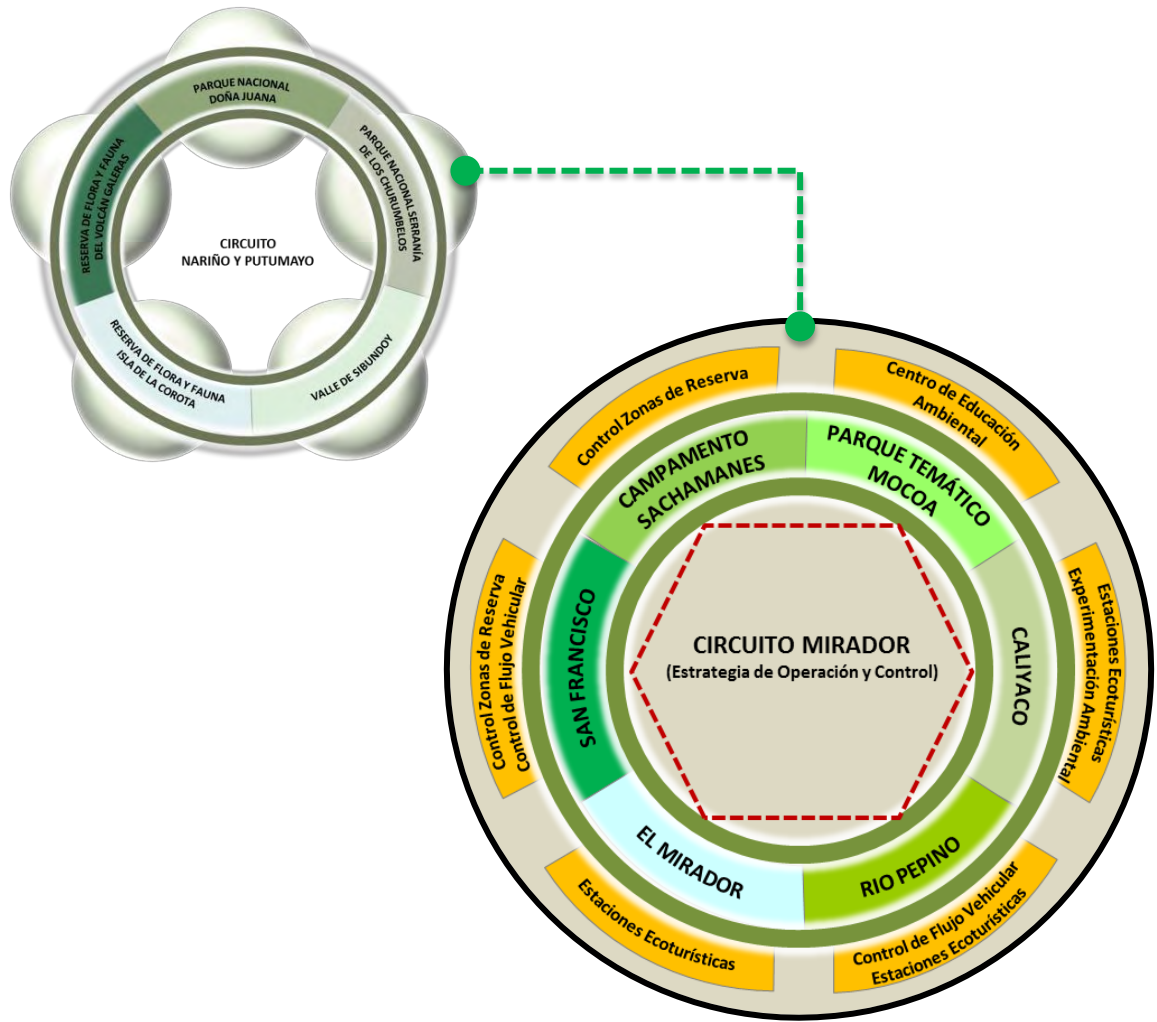 PARQUE NACIONAL
DOÑA JUANA
PARQUE NACIONAL SERRANÍA
DE LOS CHURUMBELOS
VALLE DE SIBUNDOY
RESERVA DE FLORA Y FAUNA
ISLA DE LA COROTA
RESERVA DE FLORA Y FAUNA
DEL VOLCÁN GALERAS
CIRCUITO
NARIÑO Y PUTUMAYO
Control Zonas de Reserva
Centro de Educación
Ambiental
Estaciones Ecoturísticas
Experimentación Ambiental
Control de Flujo Vehicular
Estaciones Ecoturísticas
Estaciones Ecoturísticas
Control Zonas de Reserva
Control de Flujo Vehicular
CAMPAMENTO
SACHAMANES
PARQUE TEMÁTICO
MOCOA
CALIYACO
RIO PEPINO
EL MIRADOR
SAN FRANCISCO
CIRCUITO MIRADOR
(Estrategia de Operación y Control)